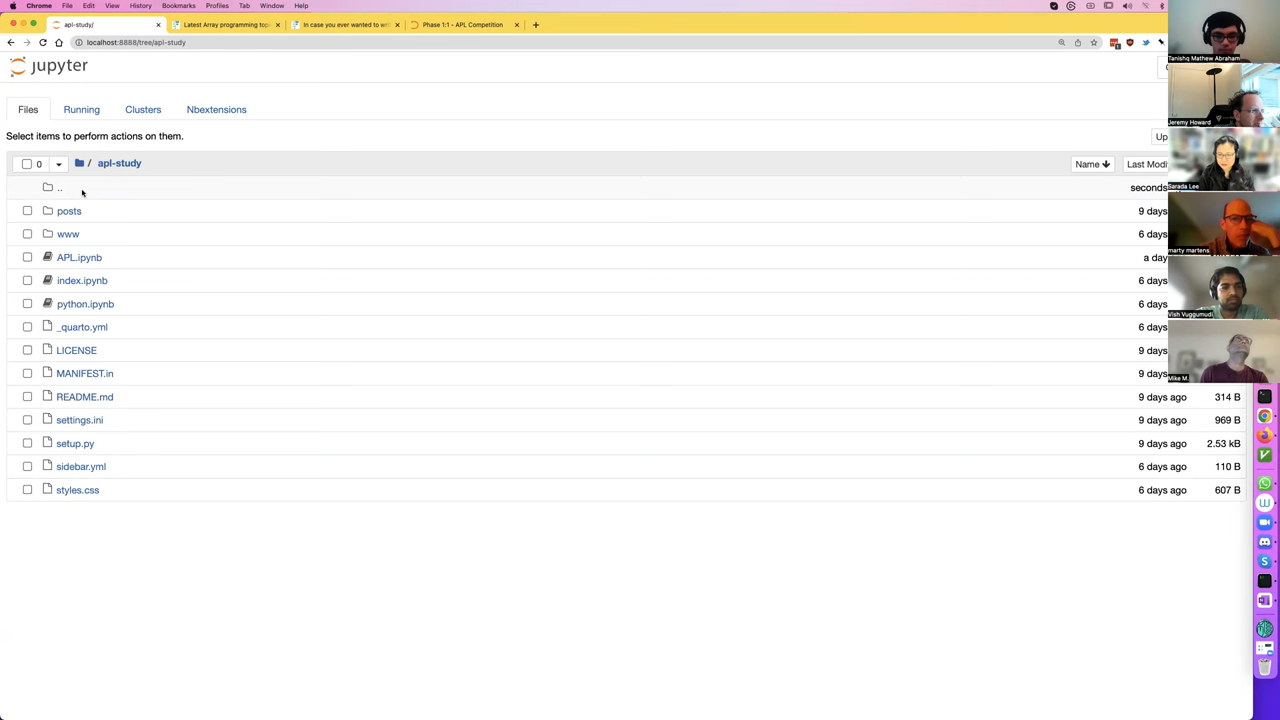 Chrome File Edit View History Bookmarks Profiles Tab Window Help
apl-study/
Latest Array programming top
In case you ever wanted to wr
Phase 1:1 - APL Competition
localhost:8888/tree/apl-study
jupyter
Files Running Clusters Nbextensions
Select items to perform actions on them.
Up
0 / apl-study Name Last Modi
.. seconds
posts 9 days
www 9 days
APL.ipynb a day
index.ipynb 6 days
python.ipynb 6 days
_quarto.yml 6 days
LICENSE 9 days
MANIFEST.in 9 days
README.md 9 days ago 314 B
settings.ini 9 days ago 969 B
setup.py 9 days ago 2.53 kB
sidebar.yml 6 days ago 110 B
styles.css 6 days ago 607 B
Tanishq Mathew Abraham
Jeremy Howard
Sarada Lee
marty martens
Vish Vuggumudi
Mike M.